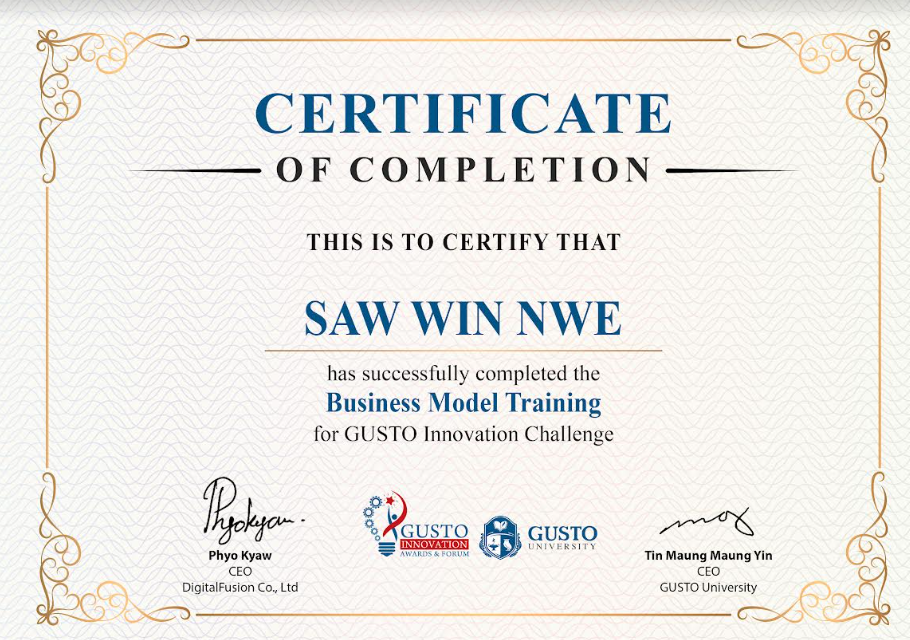 CERTIFICATE
OF COMPLETION
THIS IS TO CERTIFY THAT
SAW WIN NWE
has successfully completed the
Business Model Training
for GUSTO Innovation Challenge
Phyokyaw
GUSTO
INNOVATION
AWARDS & FORUM
GUSTO
UNIVERSITY
Phyo Kyaw
CEO
DigitalFusion Co., Ltd
Tin Maung Maung Yin
CEO
GUSTO University